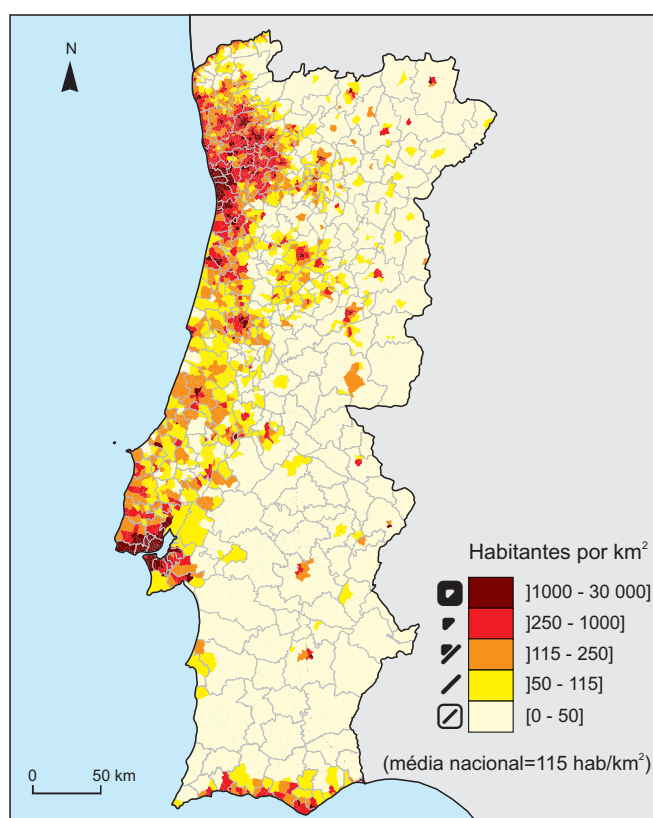 N
Habitantes por km²
]1000 - 30 000]
]250 - 1000]
]115 - 250]
]50 - 115]
[0 - 50]
(média nacional=115 hab/km²)
0 50 km